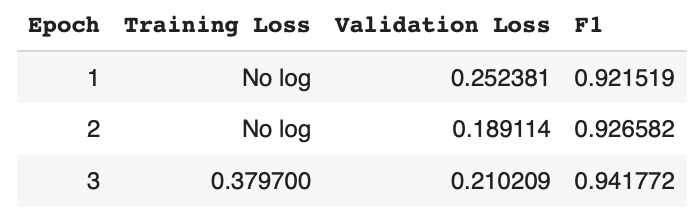 Epoch Training Loss Validation Loss F1
1 No log 0.252381 0.921519
2 No log 0.189114 0.926582
3 0.379700 0.210209 0.941772